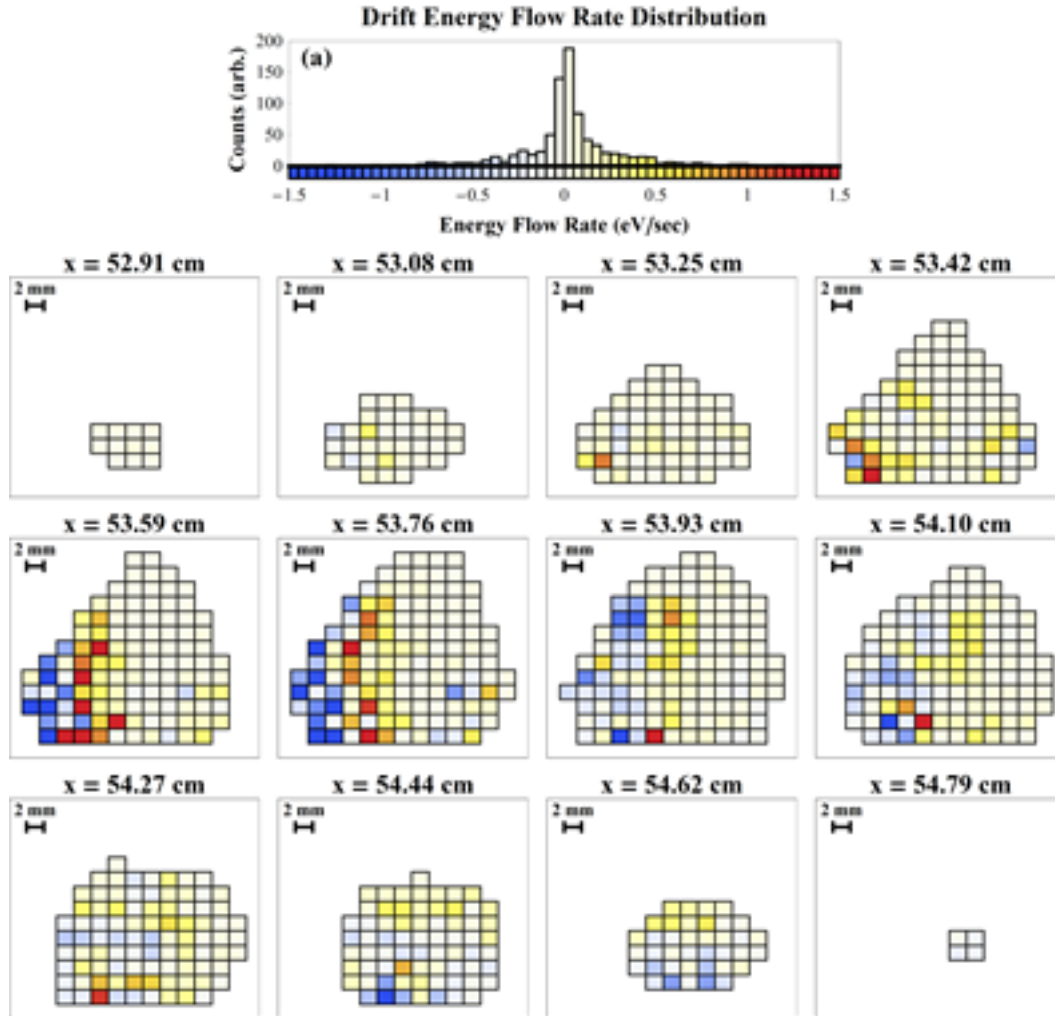 Drift Energy Flow Rate Distribution
(a)
Counts (arb.)
200
150
100
50
0
−1.5 −1 −0.5 0 0.5 1 1.5
Energy Flow Rate (eV/sec)
x = 52.91 cm x = 53.08 cm x = 53.25 cm x = 53.42 cm
2 mm 2 mm 2 mm 2 mm
x = 53.59 cm x = 53.76 cm x = 53.93 cm x = 54.10 cm
2 mm 2 mm 2 mm 2 mm
x = 54.27 cm x = 54.44 cm x = 54.62 cm x = 54.79 cm
2 mm 2 mm 2 mm 2 mm